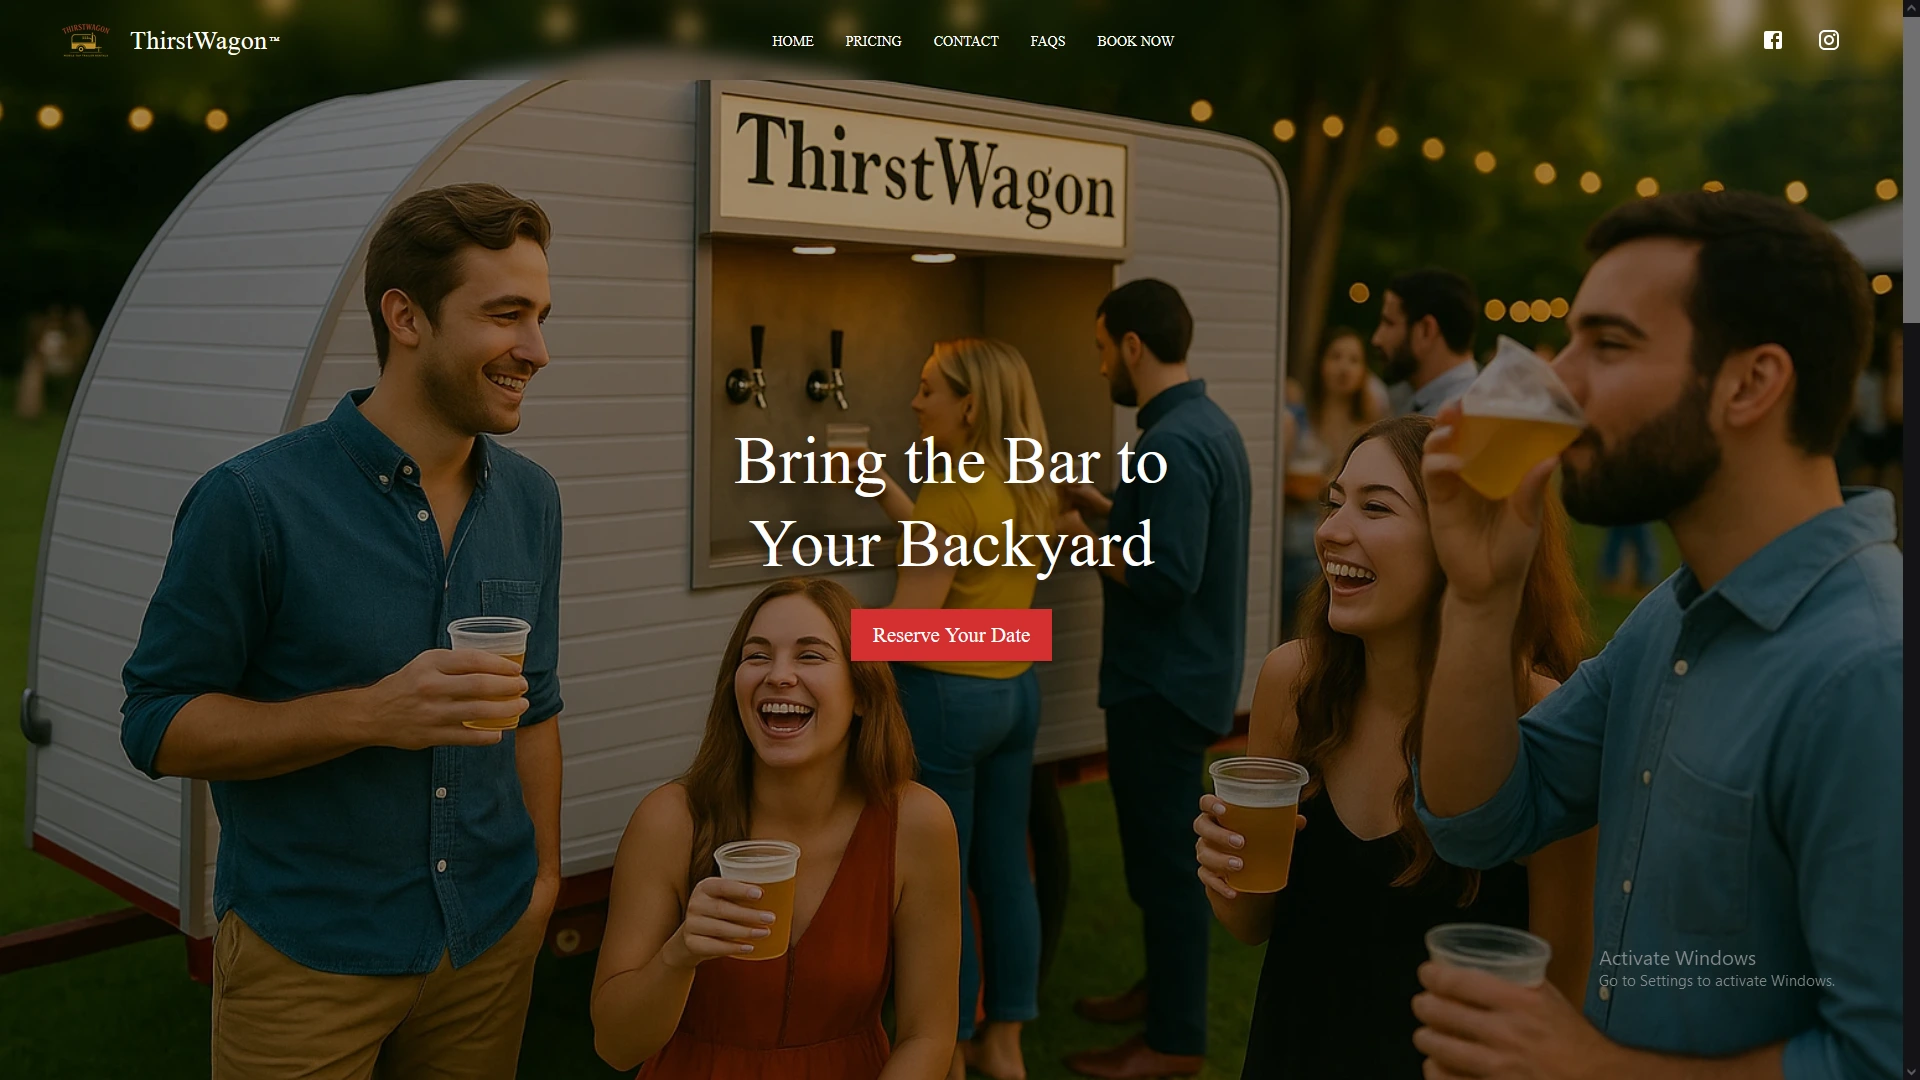 THIRSTWAGON
ThirstWagon™
HOME
PRICING
CONTACT
FAQS
BOOK NOW
ThirstWagon
Bring the Bar to
Your Backyard
Reserve Your Date
Activate Windows
Go to Settings to activate Windows.